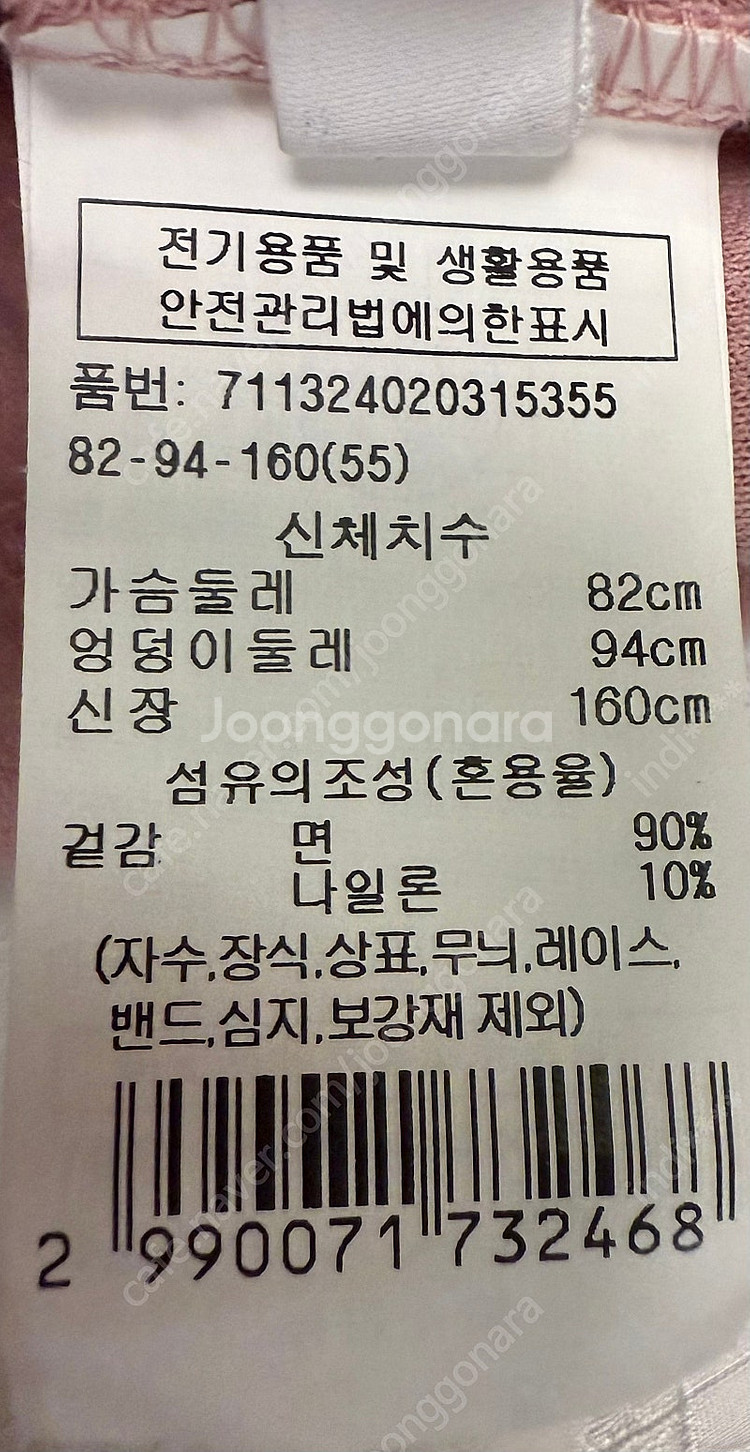 전기용품 및 생활용품
안전관리법에의한표시
품번: 711324020315355
82-94-160(55)
신체치수
가슴둘레 82cm
엉덩이둘레 94cm
신장 160cm
Joonggonara
섬유의조성(혼용율)
겉감 면 90%
나일론 10%
(자수,장식,상표,무늬,레이스,
밴드,심지,보강재 제외)
2 990071 732468